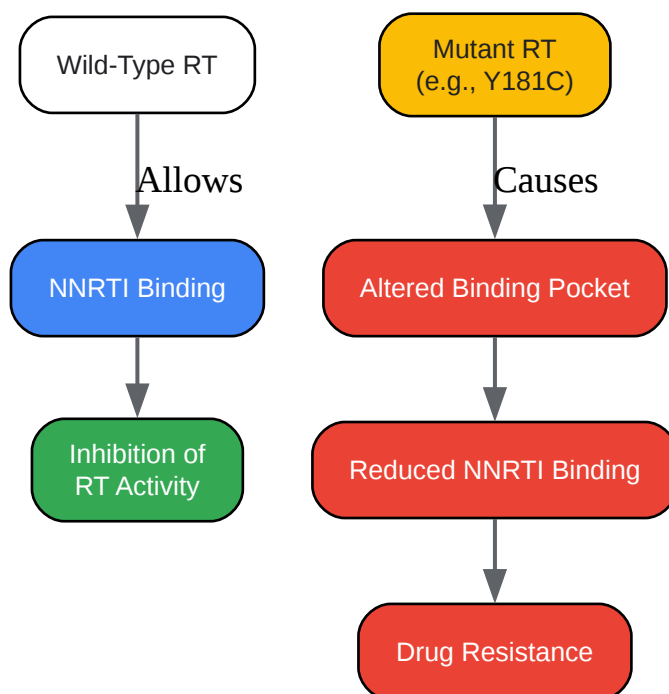 Wild-Type RT
Allows
NNRTI Binding
Inhibition of
RT Activity
Mutant RT
(e.g., Y181C)
Causes
Altered Binding Pocket
Reduced NNRTI Binding
Drug Resistance